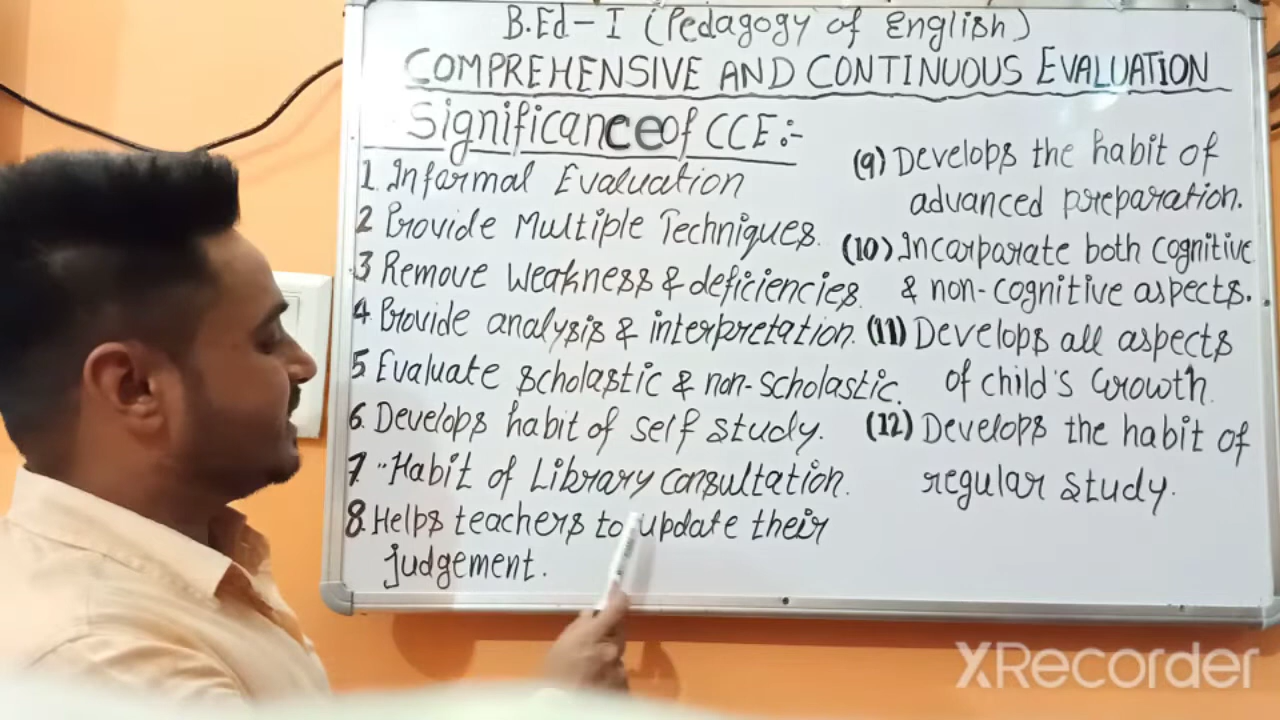 B.Ed-I (Pedagogy of English)
COMPREHENSIVE AND CONTINUOUS EVALUATION
Significance of CCE:-
1. Informal Evaluation
2 Provide Multiple Techniques.
3 Remove weakness & deficiencies.
4. Provide analysis & interpretation.
5 Evaluate scholastic & non-scholastic.
6. Develops habit of self study.
7 "Habit of Library consultation.
8. Helps teachers to update their
judgement.
(9) Develops the habit of
advanced preparation.
(10) Incorporate both cognitive
& non-cognitive aspects.
(11) Develops all aspects
of child's Growth.
(12) Develops the habit of
regular study.
XRecorder